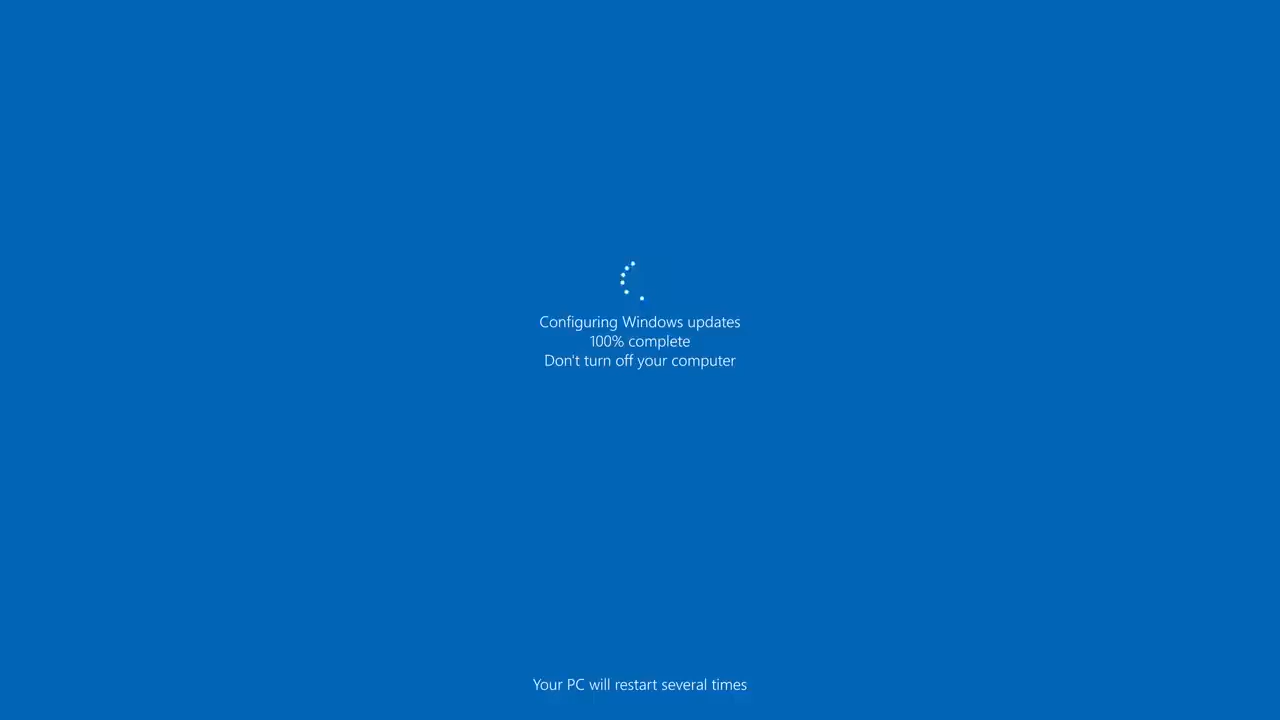 Configuring Windows updates
100% complete
Don't turn off your computer
Your PC will restart several times